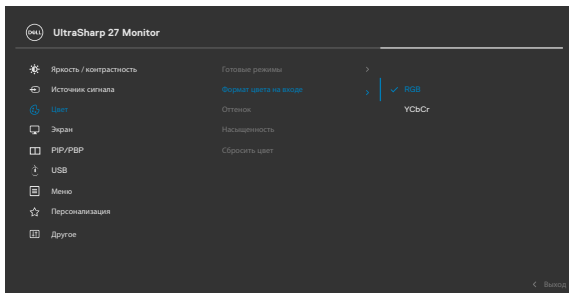 DELL UltraSharp 27 Monitor
Яркость / контрастность Готовые режимы
Источник сигнала Формат цвета на входе RGB
Цвет Оттенок YCbCr
Экран Насыщенность
PIP/PBP Сбросить цвет
USB
Меню
Персонализация
Другое
Выход